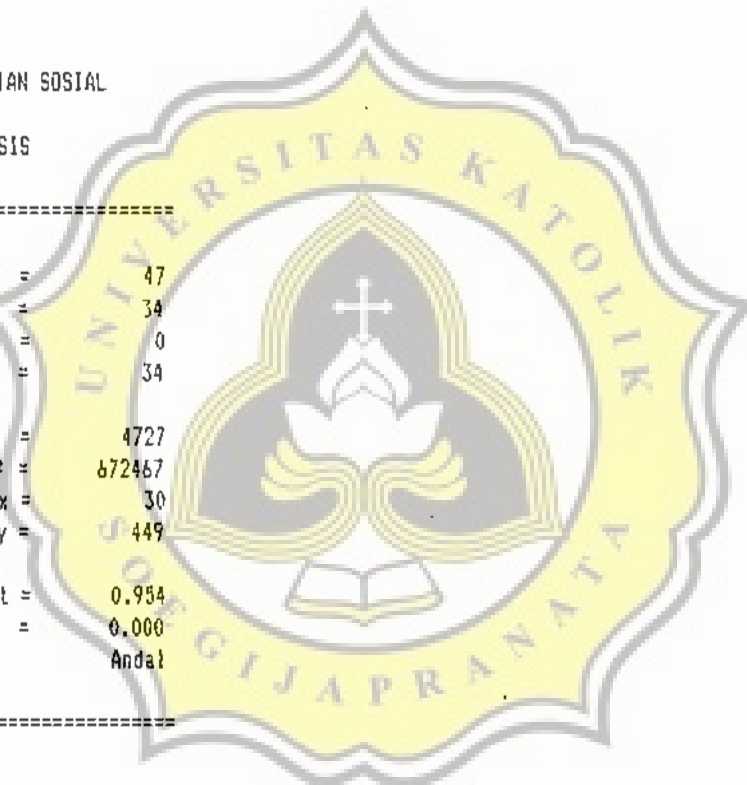 IAN SOSIAL
SIS
==================
= 47
= 34
= 0
= 34
= 4727
= 672467
x = 30
y = 449
t = 0.954
= 0.000
Andal
==================
UNIVERSITAS KATOLIK
SOEGIJAPRANATA